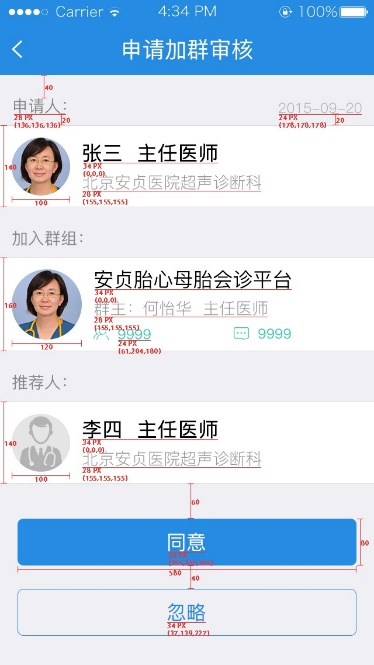 Carrier 4:34 PM 100%
申请加群审核
40
申请人: 2015-09-20
28 PX 20 24 PX 20
(136,136,136) (178,178,178)
张三 主任医师
140 34 PX
(0,0,0)
北京安贞医院超声诊断科
100 28 PX
(155,155,155)
加入群组:
安贞胎心母胎会诊平台
34 PX
(0,0,0)
160 群主: 何怡华 主任医师
28 PX
(155,155,155)
9999 9999
120 24 PX
(61,204,180)
推荐人:
李四 主任医师
140 34 PX
(0,0,0)
北京安贞医院超声诊断科
100 28 PX
(155,155,155)
60
同意 80
580
40
忽略
34 PX
(37,139,227)